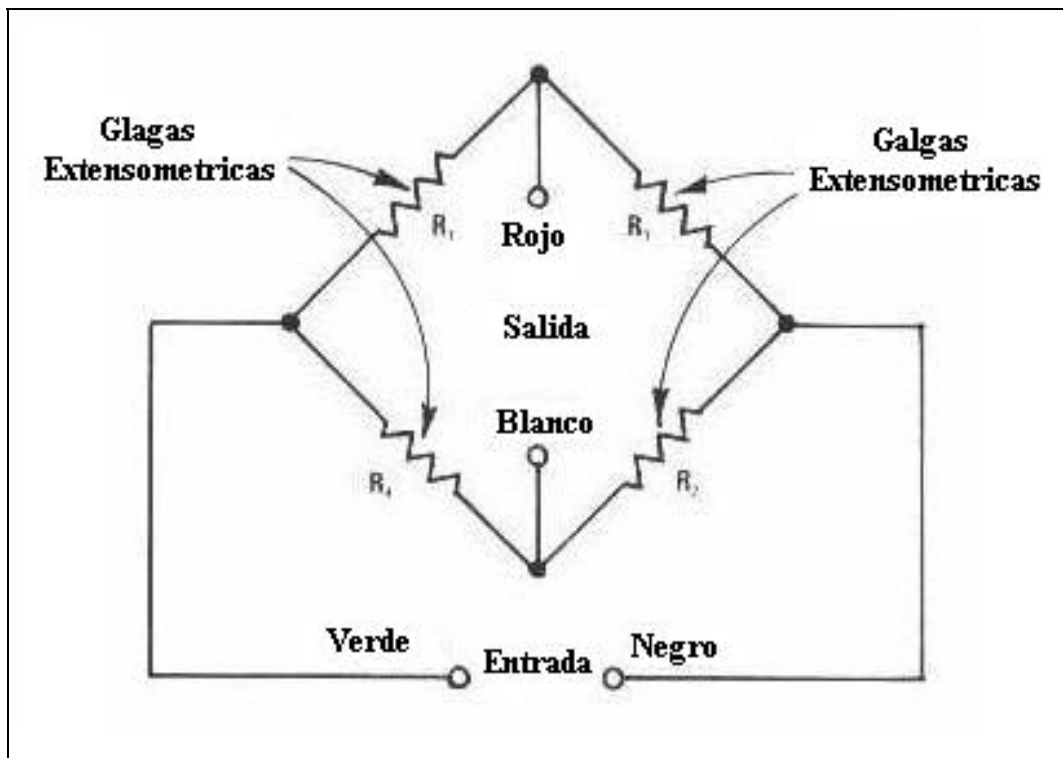 Glagas
Extensometricas
Galgas
Extensometricas
R₁
Rojo
R₁
Salida
Blanco
R₄
R₂
Verde
Entrada
Negro